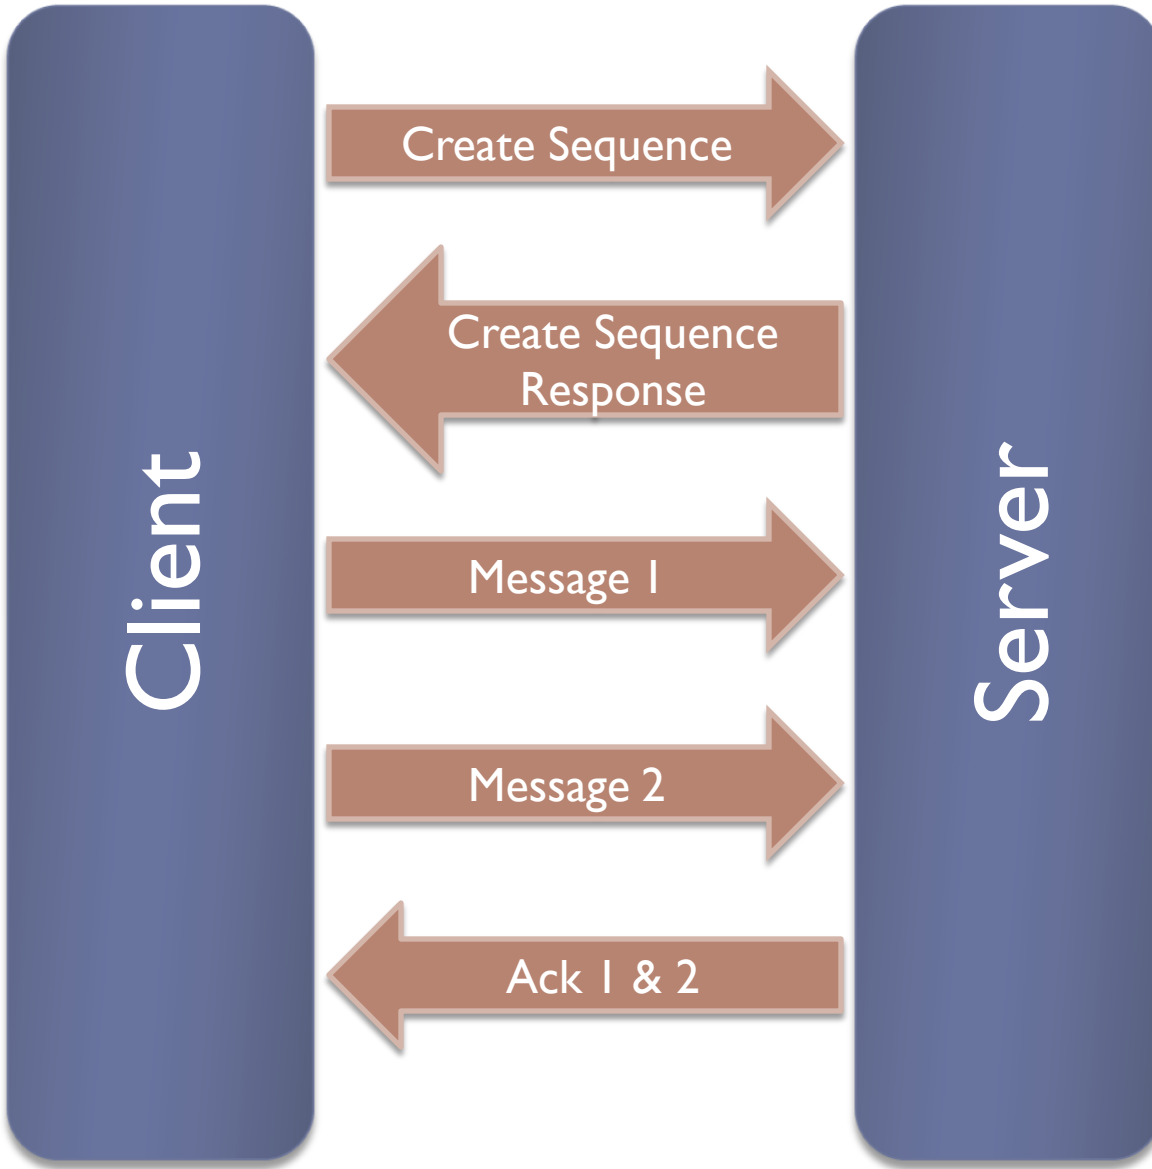 Create Sequence
Create Sequence
Response
Client
Server
Message 1
Message 2
Ack 1 & 2